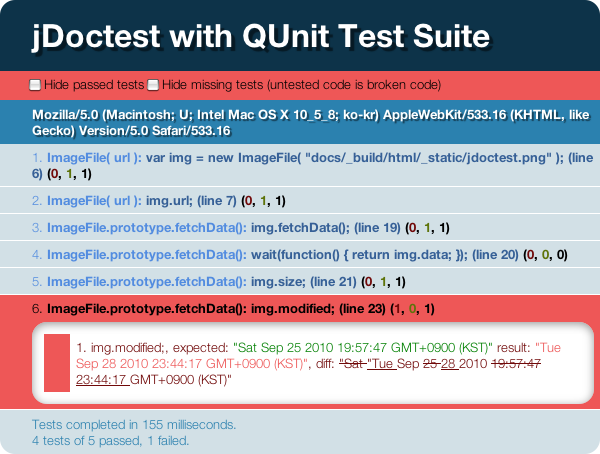 jDoctest with QUnit Test Suite
Hide passed tests Hide missing tests (untested code is broken code)
Mozilla/5.0 (Macintosh; U; Intel Mac OS X 10_5_8; ko-kr) AppleWebKit/533.16 (KHTML, like
Gecko) Version/5.0 Safari/533.16
1. ImageFile( url ): var img = new ImageFile( "docs/_build/html/_static/jdoctest.png" ); (line
6) (0, 1, 1)
2. ImageFile( url ): img.url; (line 7) (0, 1, 1)
3. ImageFile.prototype.fetchData(): img.fetchData(); (line 19) (0, 1, 1)
4. ImageFile.prototype.fetchData(): wait(function() { return img.data; }); (line 20) (0, 0, 0)
5. ImageFile.prototype.fetchData(): img.size; (line 21) (0, 1, 1)
6. ImageFile.prototype.fetchData(): img.modified; (line 23) (1, 0, 1)
1. img.modified;, expected: "Sat Sep 25 2010 19:57:47 GMT+0900 (KST)" result: "Tue
Sep 28 2010 23:44:17 GMT+0900 (KST)", diff: "Sat "Tue Sep 25 28 2010 19:57:47
23:44:17 GMT+0900 (KST)"
Tests completed in 155 milliseconds.
4 tests of 5 passed, 1 failed.